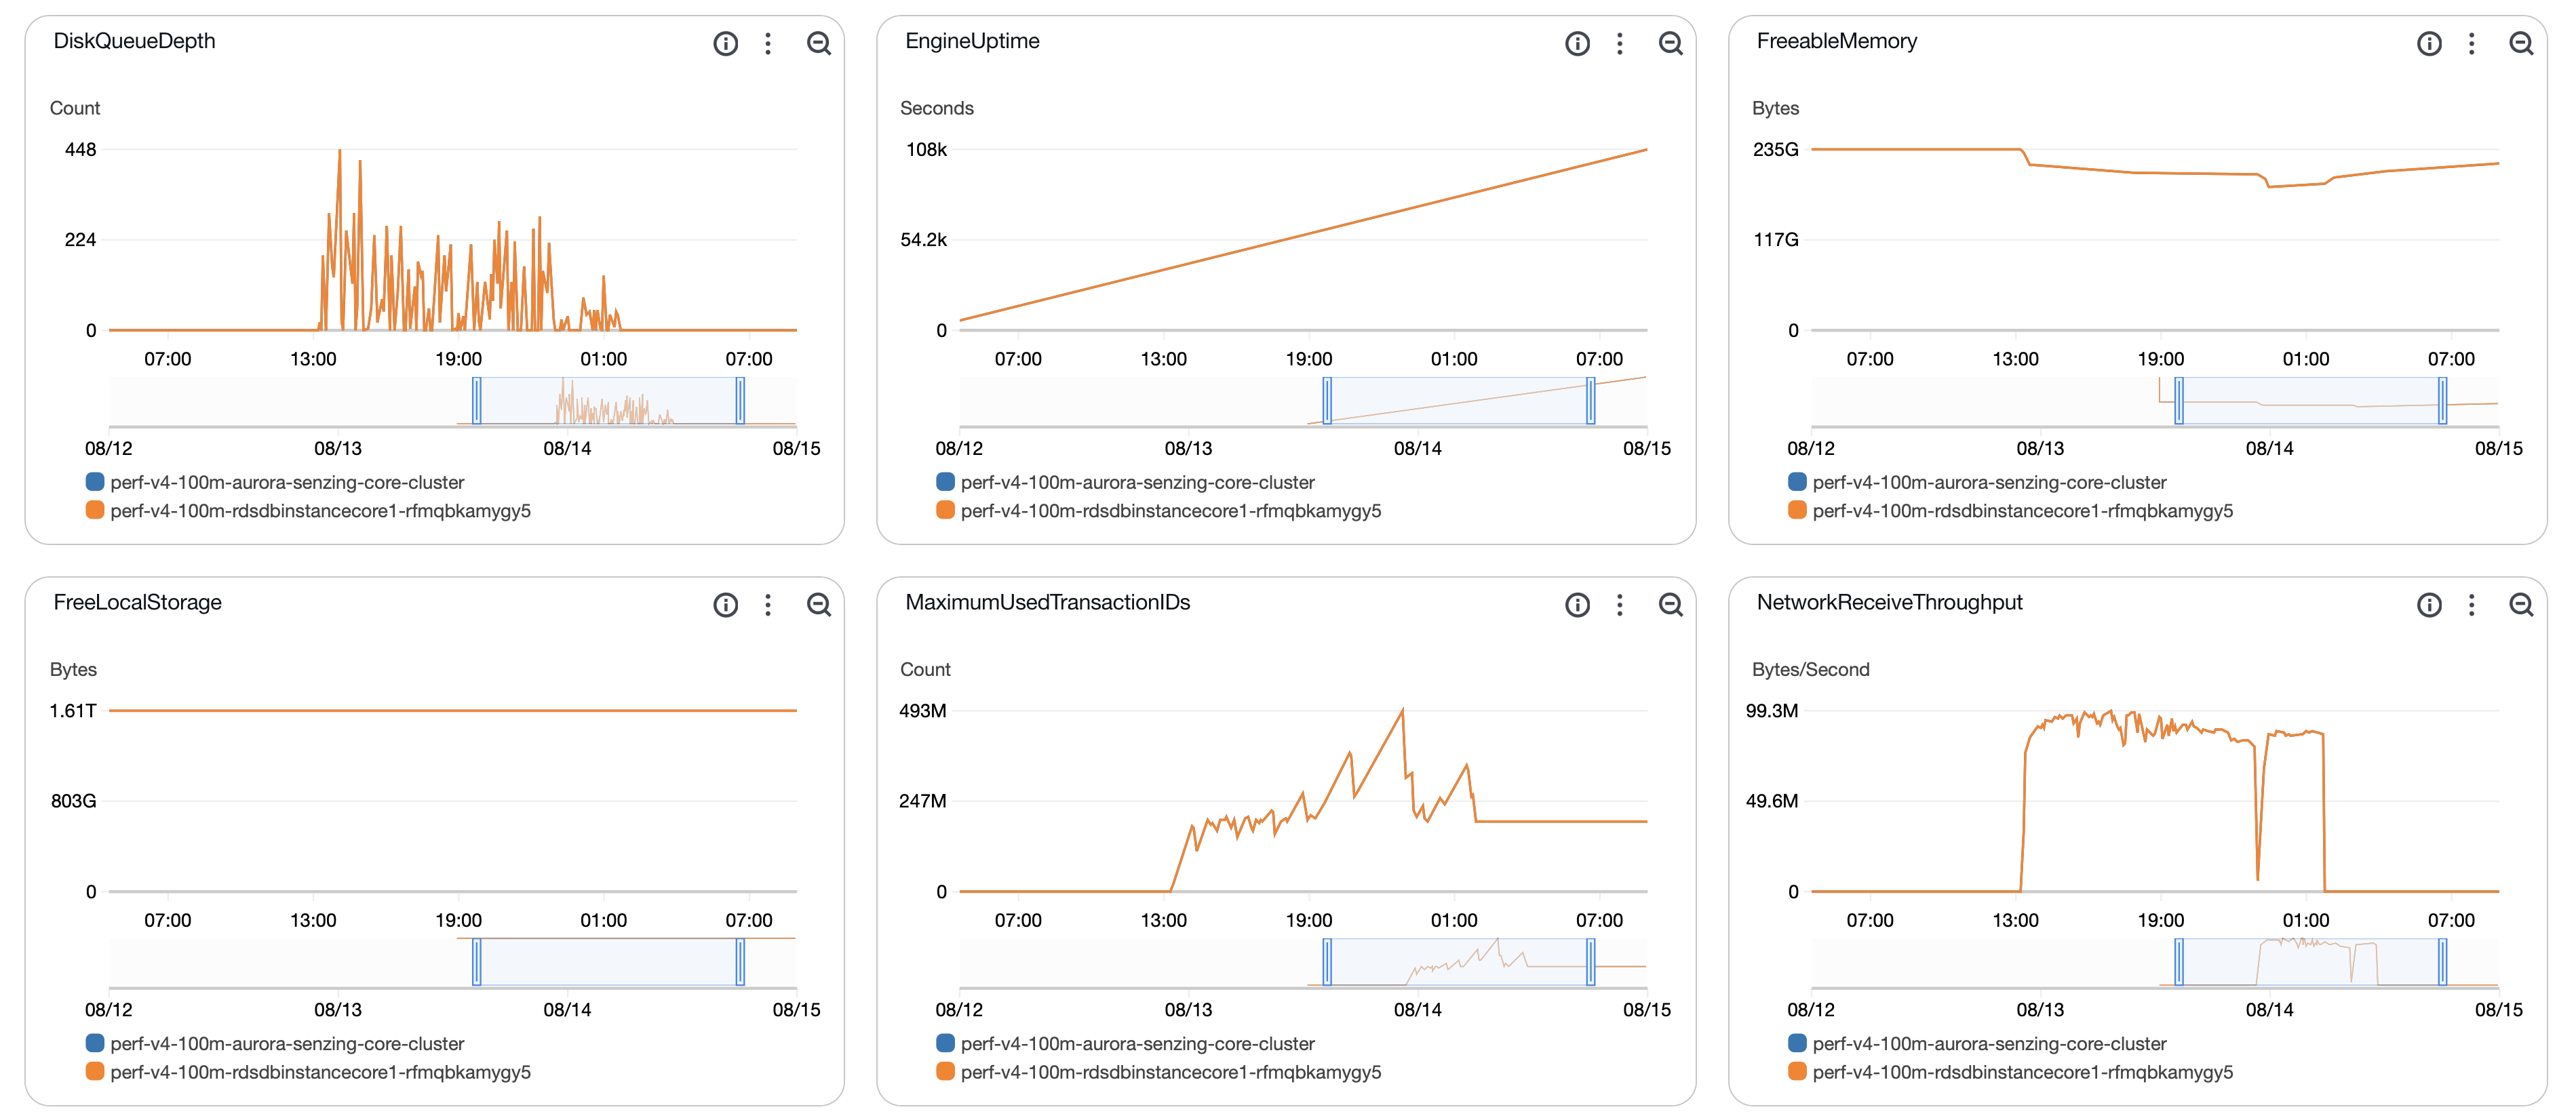 DiskQueueDepth
Count
448
224
0
07:00 13:00 19:00 01:00 07:00
08/12 08/13 08/14 08/15
perf-v4-100m-aurora-senzing-core-cluster
perf-v4-100m-rdsdbinstancecore1-rfmqbkamygy5
EngineUptime
Seconds
108k
54.2k
0
07:00 13:00 19:00 01:00 07:00
08/12 08/13 08/14 08/15
perf-v4-100m-aurora-senzing-core-cluster
perf-v4-100m-rdsdbinstancecore1-rfmqbkamygy5
FreeableMemory
Bytes
235G
117G
0
07:00 13:00 19:00 01:00 07:00
08/12 08/13 08/14 08/15
perf-v4-100m-aurora-senzing-core-cluster
perf-v4-100m-rdsdbinstancecore1-rfmqbkamygy5
FreeLocalStorage
Bytes
1.61T
803G
0
07:00 13:00 19:00 01:00 07:00
08/12 08/13 08/14 08/15
perf-v4-100m-aurora-senzing-core-cluster
perf-v4-100m-rdsdbinstancecore1-rfmqbkamygy5
MaximumUsedTransactionIDs
Count
493M
247M
0
07:00 13:00 19:00 01:00 07:00
08/12 08/13 08/14 08/15
perf-v4-100m-aurora-senzing-core-cluster
perf-v4-100m-rdsdbinstancecore1-rfmqbkamygy5
NetworkReceiveThroughput
Bytes/Second
99.3M
49.6M
0
07:00 13:00 19:00 01:00 07:00
08/12 08/13 08/14 08/15
perf-v4-100m-aurora-senzing-core-cluster
perf-v4-100m-rdsdbinstancecore1-rfmqbkamygy5